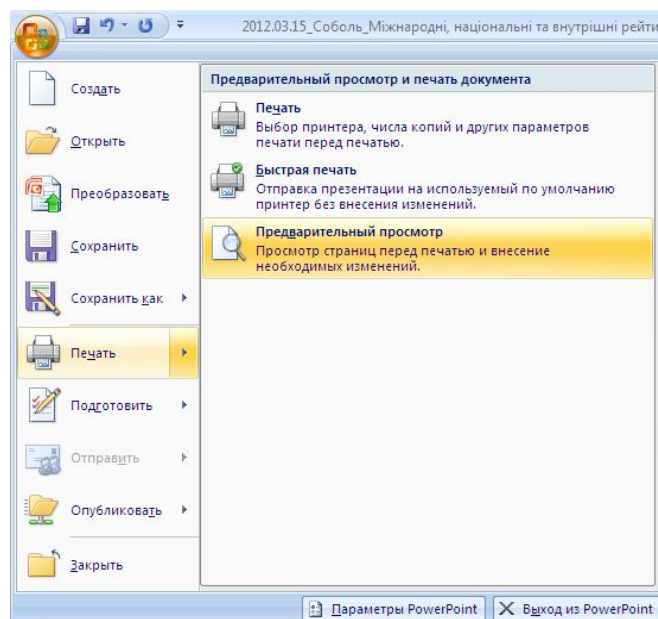 2012.03.15_Соболь_Міжнародні, національні та внутрішні рейти
Создать
Открыть
Преобразовать
Сохранить
Сохранить как
Печать
Подготовить
Отправить
Опубликовать
Закрыть
Предварительный просмотр и печать документа
Печать
Выбор принтера, числа копий и других параметров
печати перед печатью.
Быстрая печать
Отправка презентации на используемый по умолчанию
принтер без внесения изменений.
Предварительный просмотр
Просмотр страниц перед печатью и внесение
необходимых изменений.
Параметры PowerPoint
Выход из PowerPoint